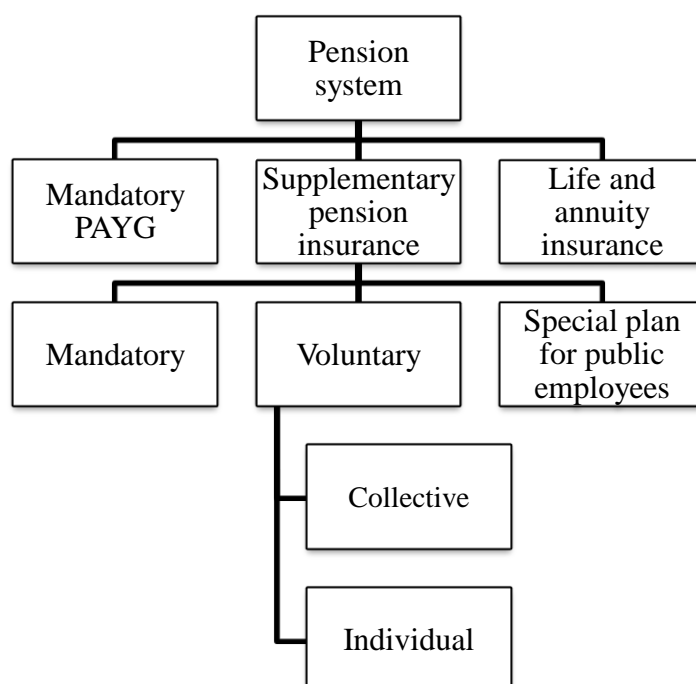 Pension
system
Mandatory
PAYG
Supplementary
pension
insurance
Life and
annuity
insurance
Mandatory
Voluntary
Special plan
for public
employees
Collective
Individual